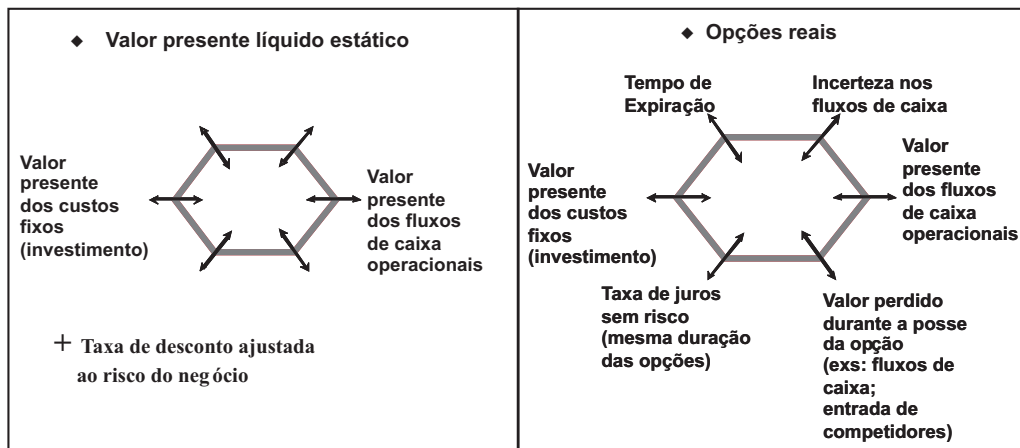 ◆ Valor presente líquido estático
Valor
presente
dos custos
fixos
(investimento)
Valor
presente
dos fluxos
de caixa
operacionais
+ Taxa de desconto ajustada
ao risco do neg ócio
◆ Opções reais
Tempo de
Expiração
Incerteza nos
fluxos de caixa
Valor
presente
dos custos
fixos
(investimento)
Valor
presente
dos fluxos
de caixa
operacionais
Taxa de juros
sem risco
(mesma duração
das opções)
Valor perdido
durante a posse
da opção
(exs: fluxos de
caixa;
entrada de
competidores)